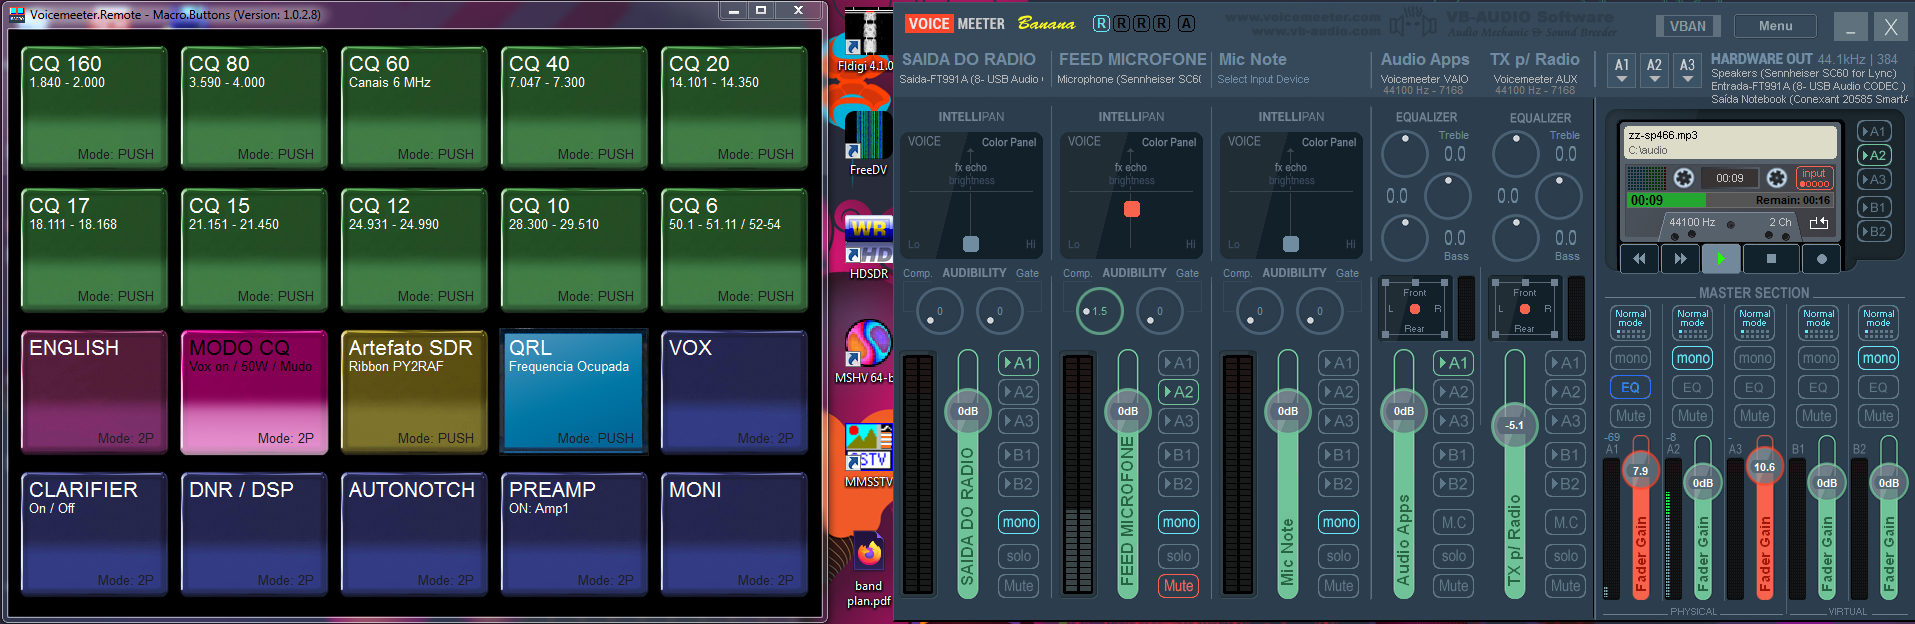 Voicemeeter.Remote - Macro.Buttons (Version: 1.0.2.8)
CQ 160
1.840 - 2.000
Mode: PUSH
CQ 80
3.590 - 4.000
Mode: PUSH
CQ 60
Canais 6 MHz
Mode: PUSH
CQ 40
7.047 - 7.300
Mode: PUSH
CQ 20
14.101 - 14.350
Mode: PUSH
CQ 17
18.111 - 18.168
Mode: PUSH
CQ 15
21.151 - 21.450
Mode: PUSH
CQ 12
24.931 - 24.990
Mode: PUSH
CQ 10
28.300 - 29.510
Mode: PUSH
CQ 6
50.1 - 51.11 / 52-54
Mode: PUSH
ENGLISH
Mode: 2P
MODO CQ
Vox on / 50W / Mudo
Mode: 2P
Artefato SDR
Ribbon PY2RAF
Mode: PUSH
QRL
Frequencia Ocupada
Mode: PUSH
VOX
Mode: 2P
CLARIFIER
On / Off
Mode: 2P
DNR / DSP
Mode: 2P
AUTONOTCH
Mode: 2P
PREAMP
ON: Amp1
Mode: 2P
MONI
Mode: 2P
Fldigi 4.1.0
FreeDV
WR
HD
HDSDR
MSHV 64-b
SSTV
MMSSTV
band
plan.pdf
VOICE MEETER Banana R R R R A
www.voicemeeter.com
www.vb-audio.com
VB-AUDIO Software
Audio Mechanic & Sound Breeder
VBAN
Menu
X
SAIDA DO RADIO
Saida-FT991A (8- USB Audio
FEED MICROFONE
Microphone (Sennheiser SC60
Mic Note
Select Input Device
Audio Apps
Voicemeeter VAIO
44100 Hz - 7168
TX p/ Radio
Voicemeeter AUX
44100 Hz - 7168
A1
A2
A3
HARDWARE OUT 44.1kHz | 384
Speakers (Sennheiser SC60 for Lync)
Entrada-FT991A (8- USB Audio CODEC )
Saída Notebook (Conexant 20585 SmartA
INTELLIPAN
VOICE
Color Panel
fx echo
brightness
Lo
Hi
INTELLIPAN
VOICE
Color Panel
fx echo
brightness
Lo
Hi
INTELLIPAN
VOICE
Color Panel
fx echo
brightness
Lo
Hi
EQUALIZER
Treble
0.0
0.0
0.0
Bass
EQUALIZER
Treble
0.0
0.0
0.0
Bass
zz-sp466.mp3
C:\audio
00:09
input
00:09
Remain: 00:16
44100 Hz
2 Ch
A1
A2
A3
B1
B2
Comp. AUDIBILITY Gate
0
0
Comp. AUDIBILITY Gate
1.5
0
Comp. AUDIBILITY Gate
0
0
Front
L
R
Rear
Front
L
R
Rear
0dB
SAIDA DO RADIO
A1
A2
A3
B1
B2
mono
solo
Mute
0dB
FEED MICROFONE
A1
A2
A3
B1
B2
mono
solo
Mute
0dB
Mic Note
A1
A2
A3
B1
B2
mono
solo
Mute
0dB
Audio Apps
A1
A2
A3
B1
B2
M.C
solo
Mute
-5.1
TX p/ Radio
A1
A2
A3
B1
B2
M.C
solo
Mute
MASTER SECTION
Normal
mode
mono
EQ
Mute
-69
A1
7.9
Fader Gain
Normal
mode
mono
EQ
Mute
-8
A2
0dB
Fader Gain
Normal
mode
mono
EQ
Mute
-
A3
10.6
Fader Gain
Normal
mode
mono
EQ
Mute
B1
0dB
Fader Gain
Normal
mode
mono
EQ
Mute
B2
0dB
Fader Gain
PHYSICAL
VIRTUAL